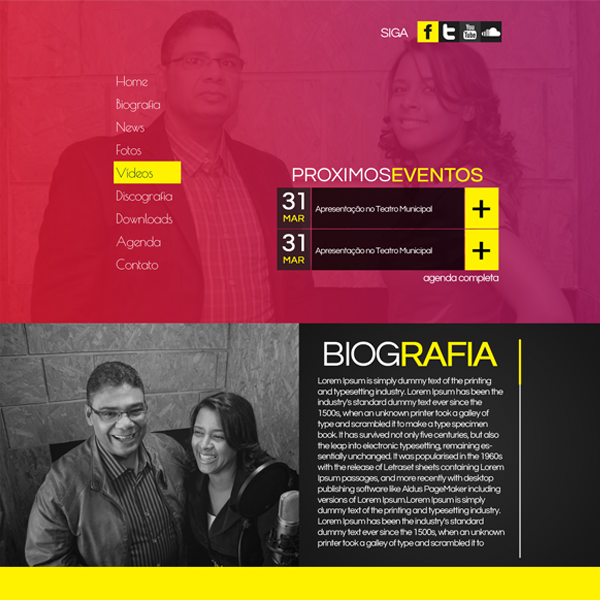 SIGA
f
t
You
Tube
Home
Biografia
News
Fotos
Vídeos
Discografia
Downloads
Agenda
Contato
PROXIMOSEVENTOS
31
MAR
Apresentação no Teatro Municipal
+
31
MAR
Apresentação no Teatro Municipal
+
agenda completa
BIOGRAFIA
Lorem Ipsum is simply dummy text of the printing
and typesetting industry. Lorem Ipsum has been the
industry's standard dummy text ever since the
1500s, when an unknown printer took a galley of
type and scrambled it to make a type specimen
book. It has survived not only five centuries, but also
the leap into electronic typesetting, remaining es-
sentially unchanged. It was popularised in the 1960s
with the release of Letraset sheets containing Lorem
Ipsum passages, and more recently with desktop
publishing software like Aldus PageMaker including
versions of Lorem Ipsum.Lorem Ipsum is simply
dummy text of the printing and typesetting industry.
Lorem Ipsum has been the industry's standard
dummy text ever since the 1500s, when an unknown
printer took a galley of type and scrambled it to